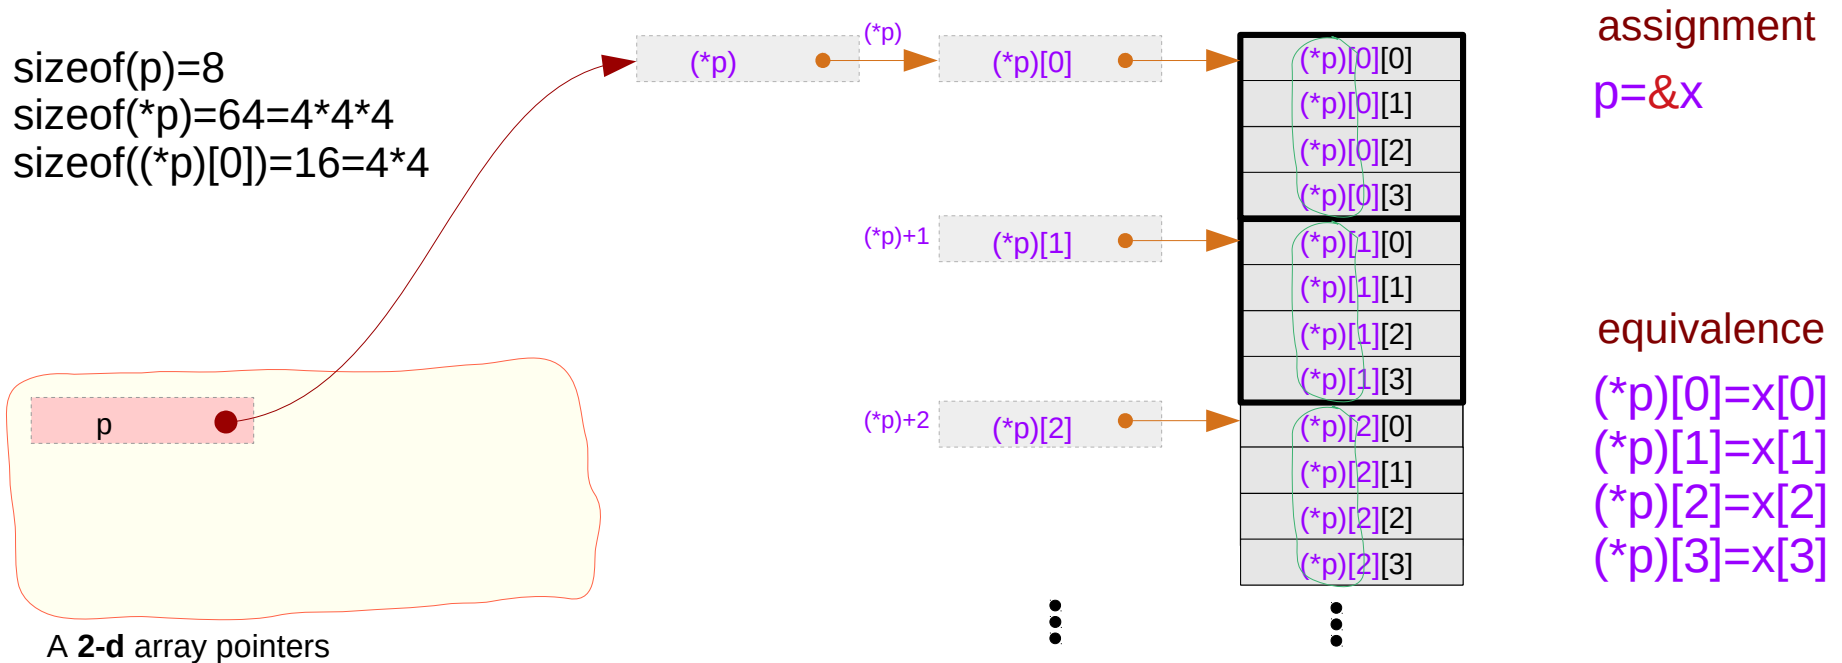 sizeof(p)=8
sizeof(*p)=64=4*4*4
sizeof((*p)[0])=16=4*4
p
A 2-d array pointers
(*p)
(*p)
(*p)[0]
(*p)+1
(*p)[1]
(*p)+2
(*p)[2]
(*p)[0][0]
(*p)[0][1]
(*p)[0][2]
(*p)[0][3]
(*p)[1][0]
(*p)[1][1]
(*p)[1][2]
(*p)[1][3]
(*p)[2][0]
(*p)[2][1]
(*p)[2][2]
(*p)[2][3]
assignment
p=&x
equivalence
(*p)[0]=x[0]
(*p)[1]=x[1]
(*p)[2]=x[2]
(*p)[3]=x[3]